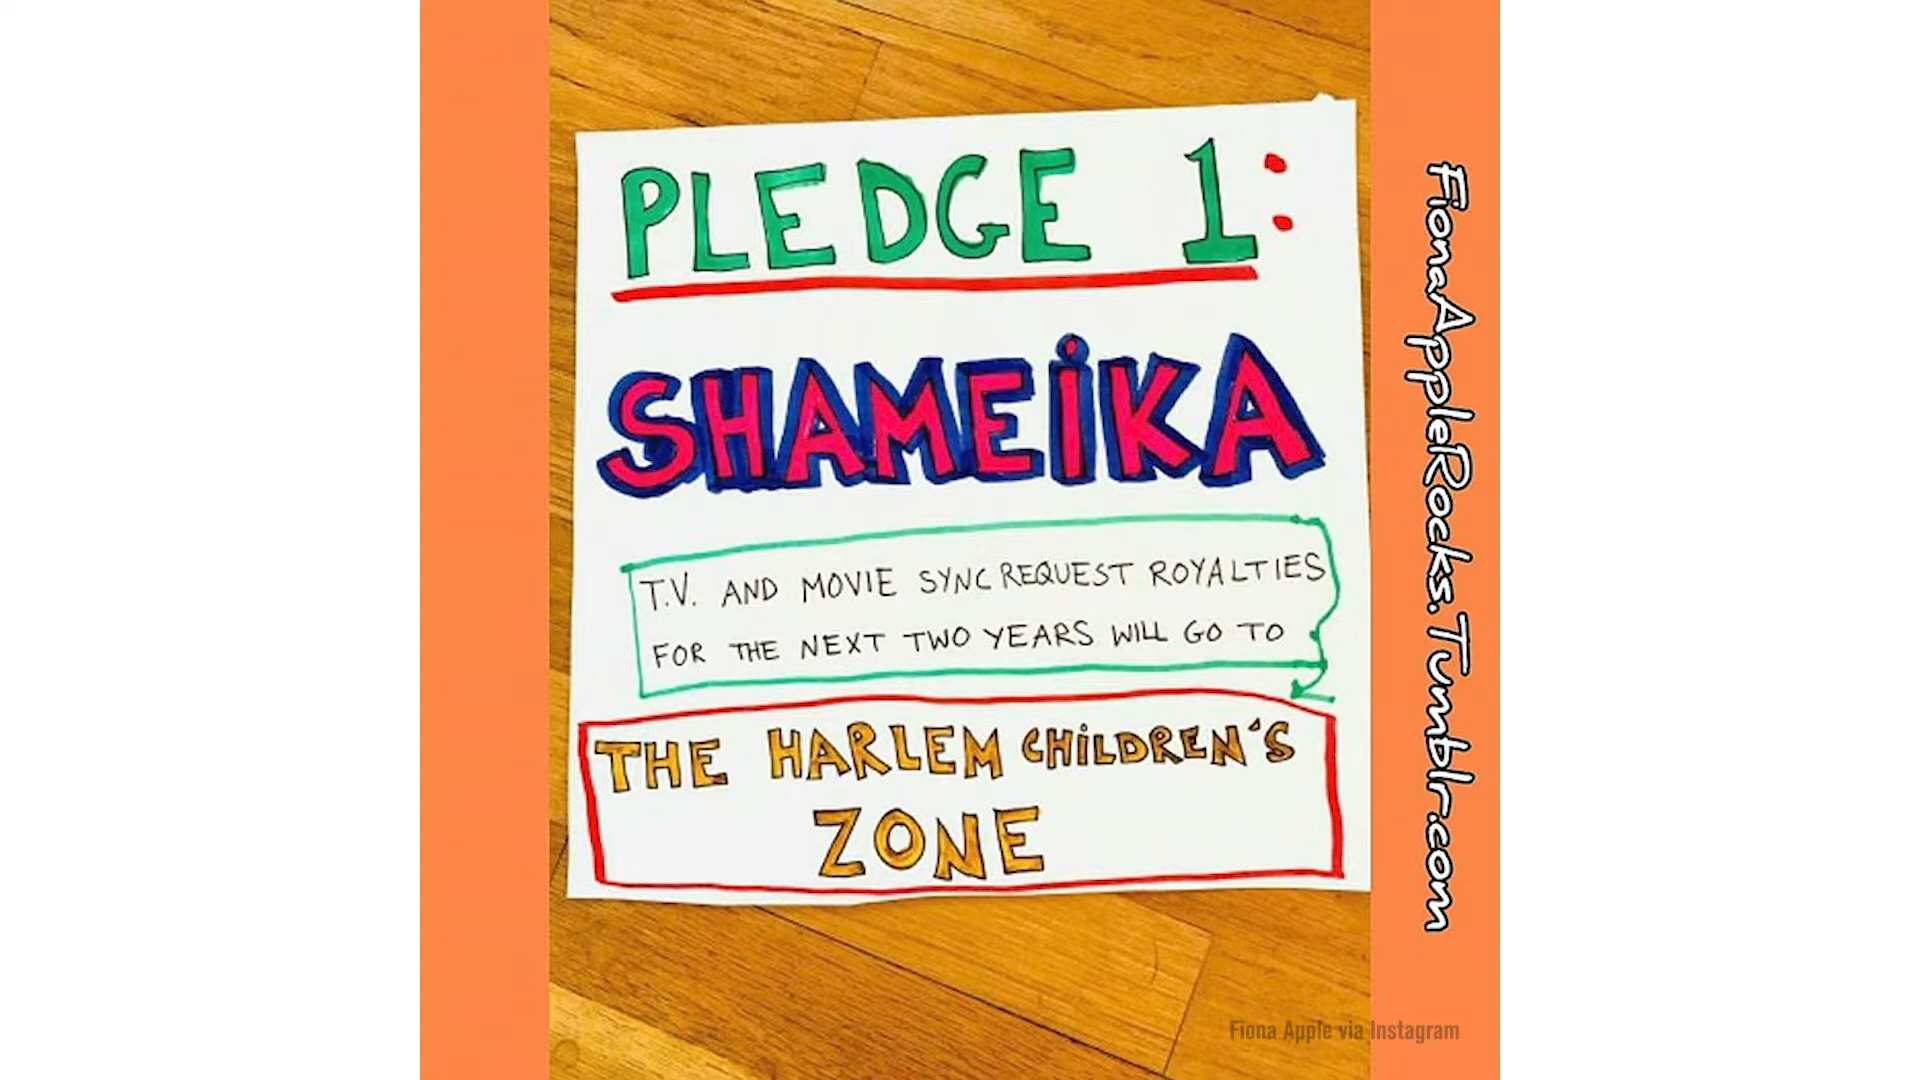 PLEDGE 1:
SHAMEiKA
T.V. AND MOVIE SYNC REQUEST ROYALTIES
FOR THE NEXT TWO YEARS WILL GO TO
THE HARLEM CHiLDREN'S
ZONE
FionaAppleRocks.Tumblr.com
Fiona Apple via Instagram